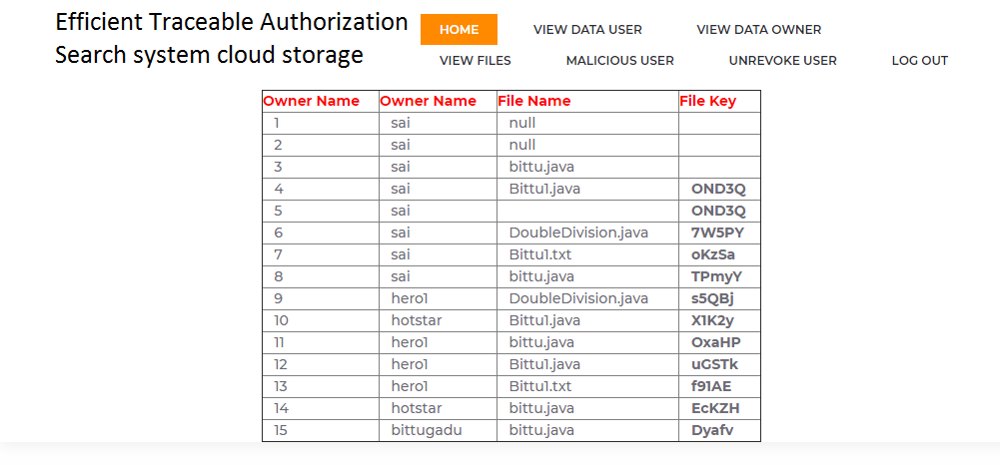 Efficient Traceable Authorization
Search system cloud storage
HOME VIEW DATA USER VIEW DATA OWNER
VIEW FILES MALICIOUS USER UNREVOKE USER LOG OUT
Owner Name Owner Name File Name File Key
1 sai null
2 sai null
3 sai bittu.java
4 sai Bittu1.java OND3Q
5 sai OND3Q
6 sai DoubleDivision.java 7W5PY
7 sai Bittu1.txt oKzSa
8 sai bittu.java TPmyY
9 hero1 DoubleDivision.java s5QBj
10 hotstar Bittu1.java X1K2y
11 hero1 bittu.java OxaHP
12 hero1 Bittu1.java uGSTk
13 hero1 Bittu1.txt f91AE
14 hotstar bittu.java EcKZH
15 bittugadu bittu.java Dyafv